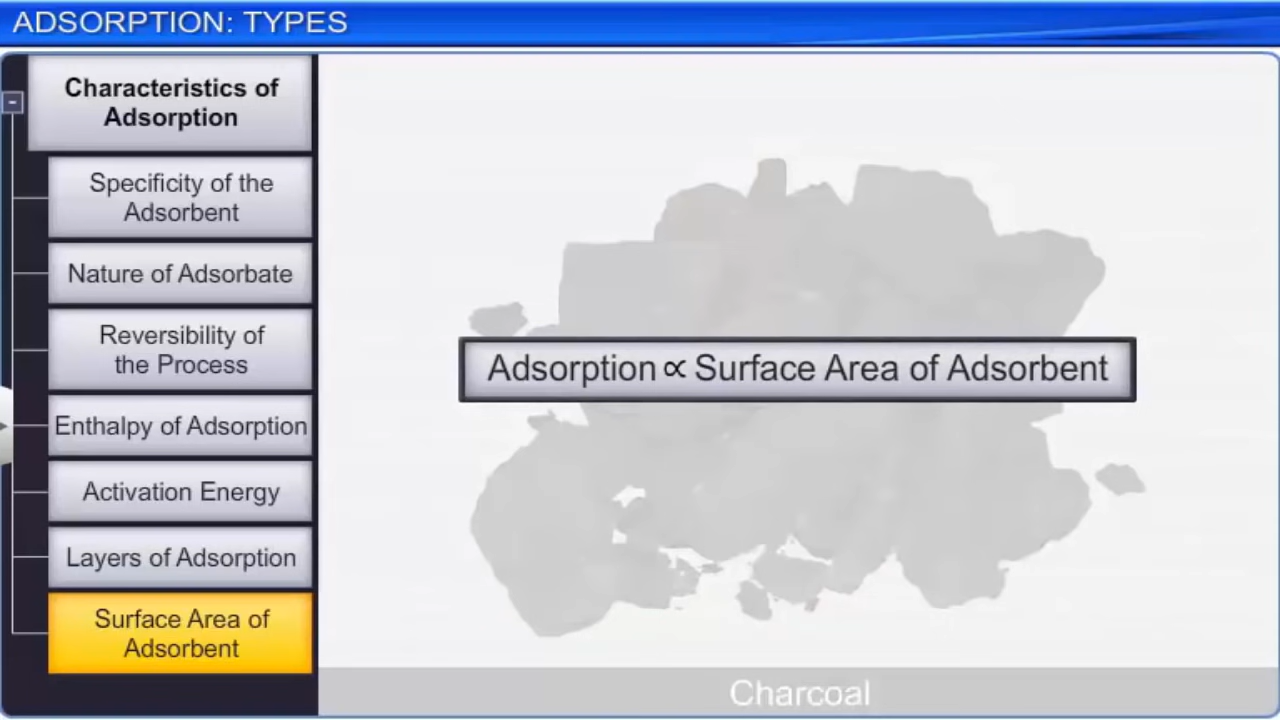 ADSORPTION: TYPES
Characteristics of
Adsorption
Specificity of the
Adsorbent
Nature of Adsorbate
Reversibility of
the Process
Enthalpy of Adsorption
Activation Energy
Layers of Adsorption
Surface Area of
Adsorbent
Adsorption ∝ Surface Area of Adsorbent
Charcoal